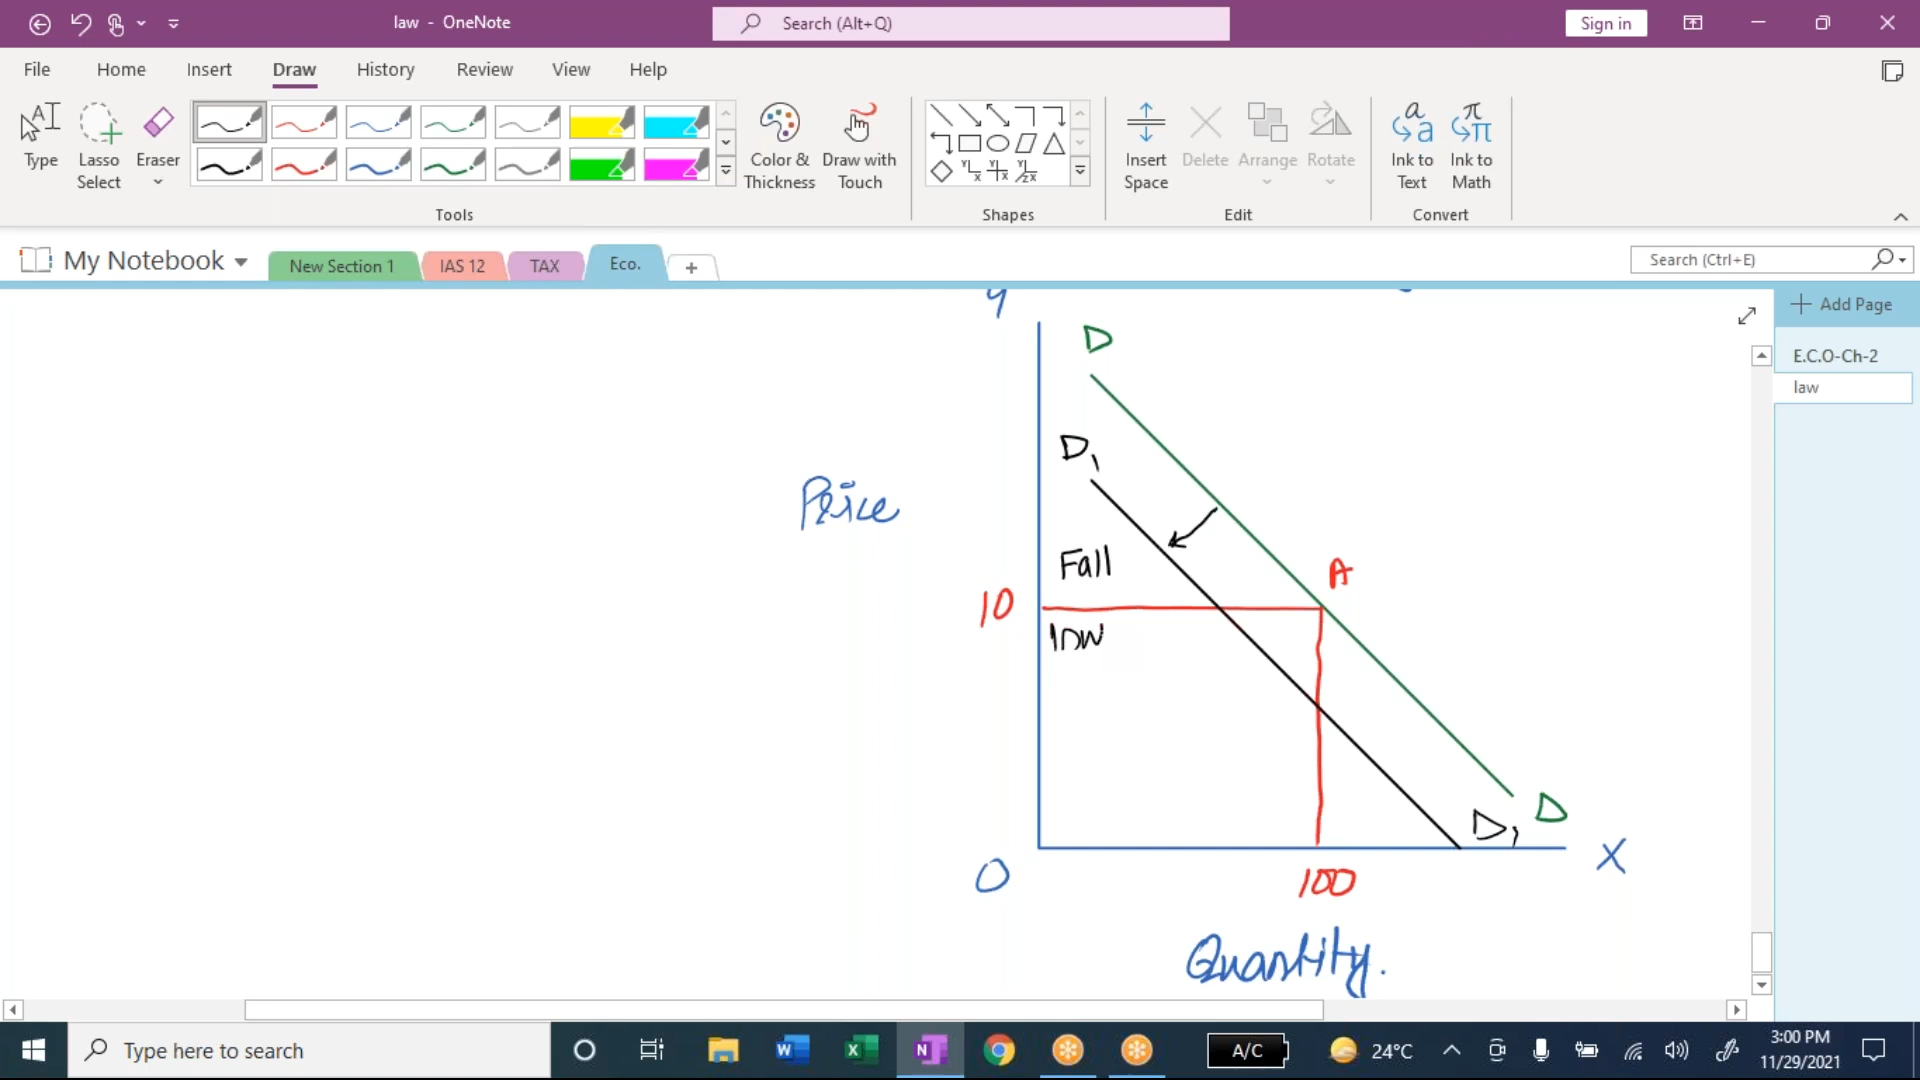 law - OneNote
Search (Alt+Q)
Sign in
File Home Insert Draw History Review View Help
Type
Lasso Select
Eraser
Color & Thickness
Draw with Touch
Insert Space
Delete
Arrange
Rotate
Ink to Text
Ink to Math
Tools
Shapes
Edit
Convert
My Notebook
New Section 1
IAS 12
TAX
Eco.
Search (Ctrl+E)
Add Page
E.C.O-Ch-2
law
y
D
D1
Price
Fall
A
10
D1
D
X
O
100
Quantity.
Type here to search
A/C
24°C
3:00 PM
11/29/2021